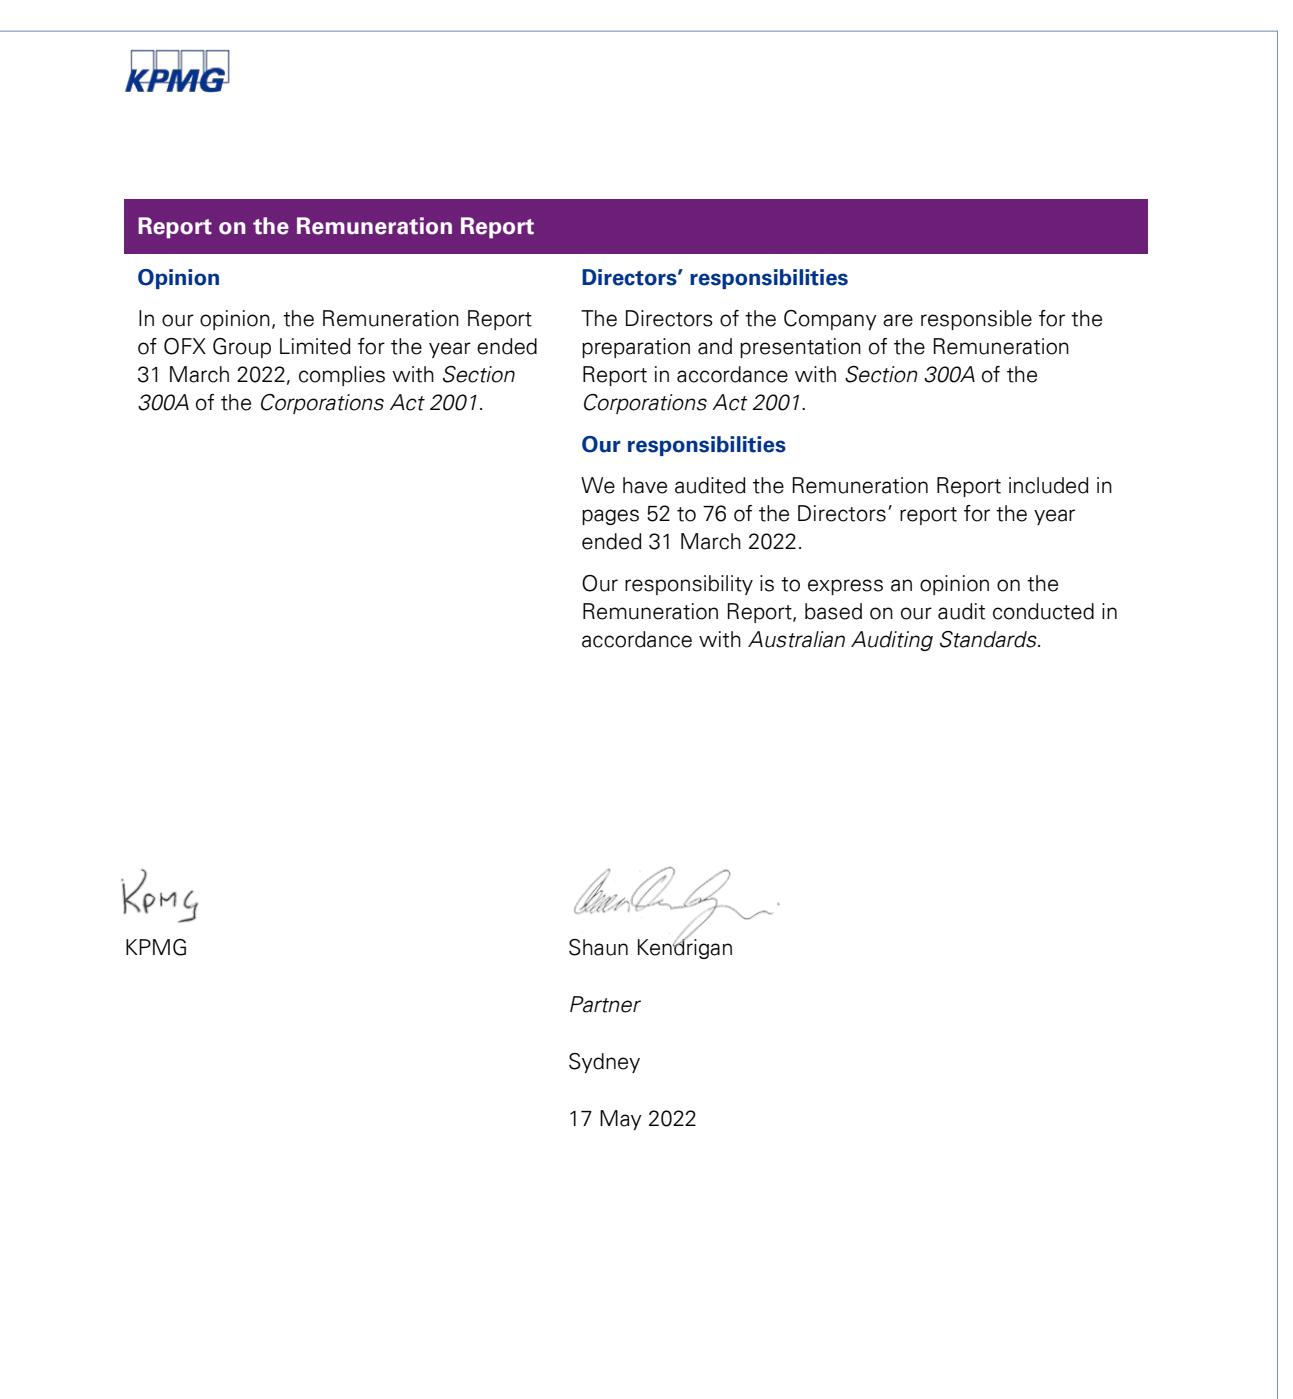 KPMG
Report on the Remuneration Report
Opinion
In our opinion, the Remuneration Report
of OFX Group Limited for the year ended
31 March 2022, complies with Section
300A of the Corporations Act 2001.
Directors’ responsibilities
The Directors of the Company are responsible for the
preparation and presentation of the Remuneration
Report in accordance with Section 300A of the
Corporations Act 2001.
Our responsibilities
We have audited the Remuneration Report included in
pages 52 to 76 of the Directors’ report for the year
ended 31 March 2022.
Our responsibility is to express an opinion on the
Remuneration Report, based on our audit conducted in
accordance with Australian Auditing Standards.
KPMG
KPMG
Shaun Kendrigan
Partner
Sydney
17 May 2022